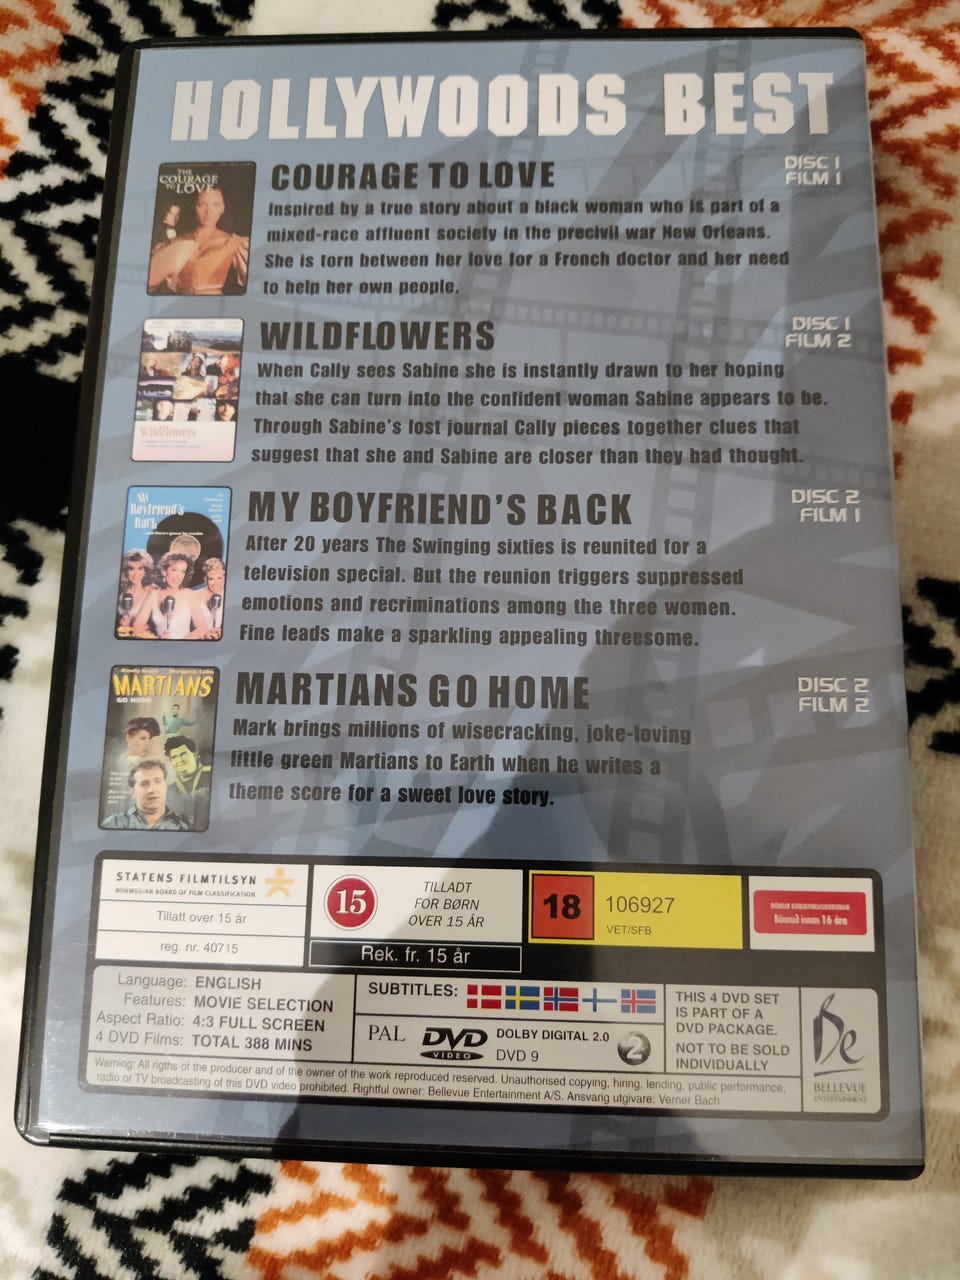 HOLLYWOODS BEST
THE
COURAGE
TO LOVE
COURAGE TO LOVE
DISC 1
FILM 1
Inspired by a true story about a black woman who is part of a
mixed-race affluent society in the precivil war New Orleans.
She is torn between her love for a French doctor and her need
to help her own people.
Wildflowers
WILDFLOWERS
DISC 1
FILM 2
When Cally sees Sabine she is instantly drawn to her hoping
that she can turn into the confident woman Sabine appears to be.
Through Sabine's lost journal Cally pieces together clues that
suggest that she and Sabine are closer than they had thought.
My
Boyfriend's
Back
MY BOYFRIEND'S BACK
DISC 2
FILM 1
After 20 years The Swinging sixties is reunited for a
television special. But the reunion triggers suppressed
emotions and recriminations among the three women.
Fine leads make a sparkling appealing threesome.
MARTIANS
GO HOME
MARTIANS GO HOME
DISC 2
FILM 2
Mark brings millions of wisecracking, joke-loving
little green Martians to Earth when he writes a
theme score for a sweet love story.
STATENS FILMTILSYN
NORWEGIAN BOARD OF FILM CLASSIFICATION
Tillatt over 15 år
reg. nr. 40715
15
TILLADT
FOR BØRN
OVER 15 ÅR
Rek. fr. 15 år
18
106927
VET/SFB
DÓMUR KVIKMYNDASKOÐUNAR
Bönnuð innan 16 ára
Language: ENGLISH
Features: MOVIE SELECTION
Aspect Ratio: 4:3 FULL SCREEN
4 DVD Films: TOTAL 388 MINS
SUBTITLES:
PAL
DVD
VIDEO
DOLBY DIGITAL 2.0
DVD 9
2
THIS 4 DVD SET
IS PART OF A
DVD PACKAGE.
NOT TO BE SOLD
INDIVIDUALLY
Be
BELLEVUE
ENTERTAINMENT
Warning: All rigths of the producer and of the owner of the work reproduced reserved. Unauthorised copying, hiring, lending, public performance,
radio or TV broadcasting of this DVD video prohibited. Rightful owner: Bellevue Entertainment A/S. Ansvarig utgivare: Verner Bach